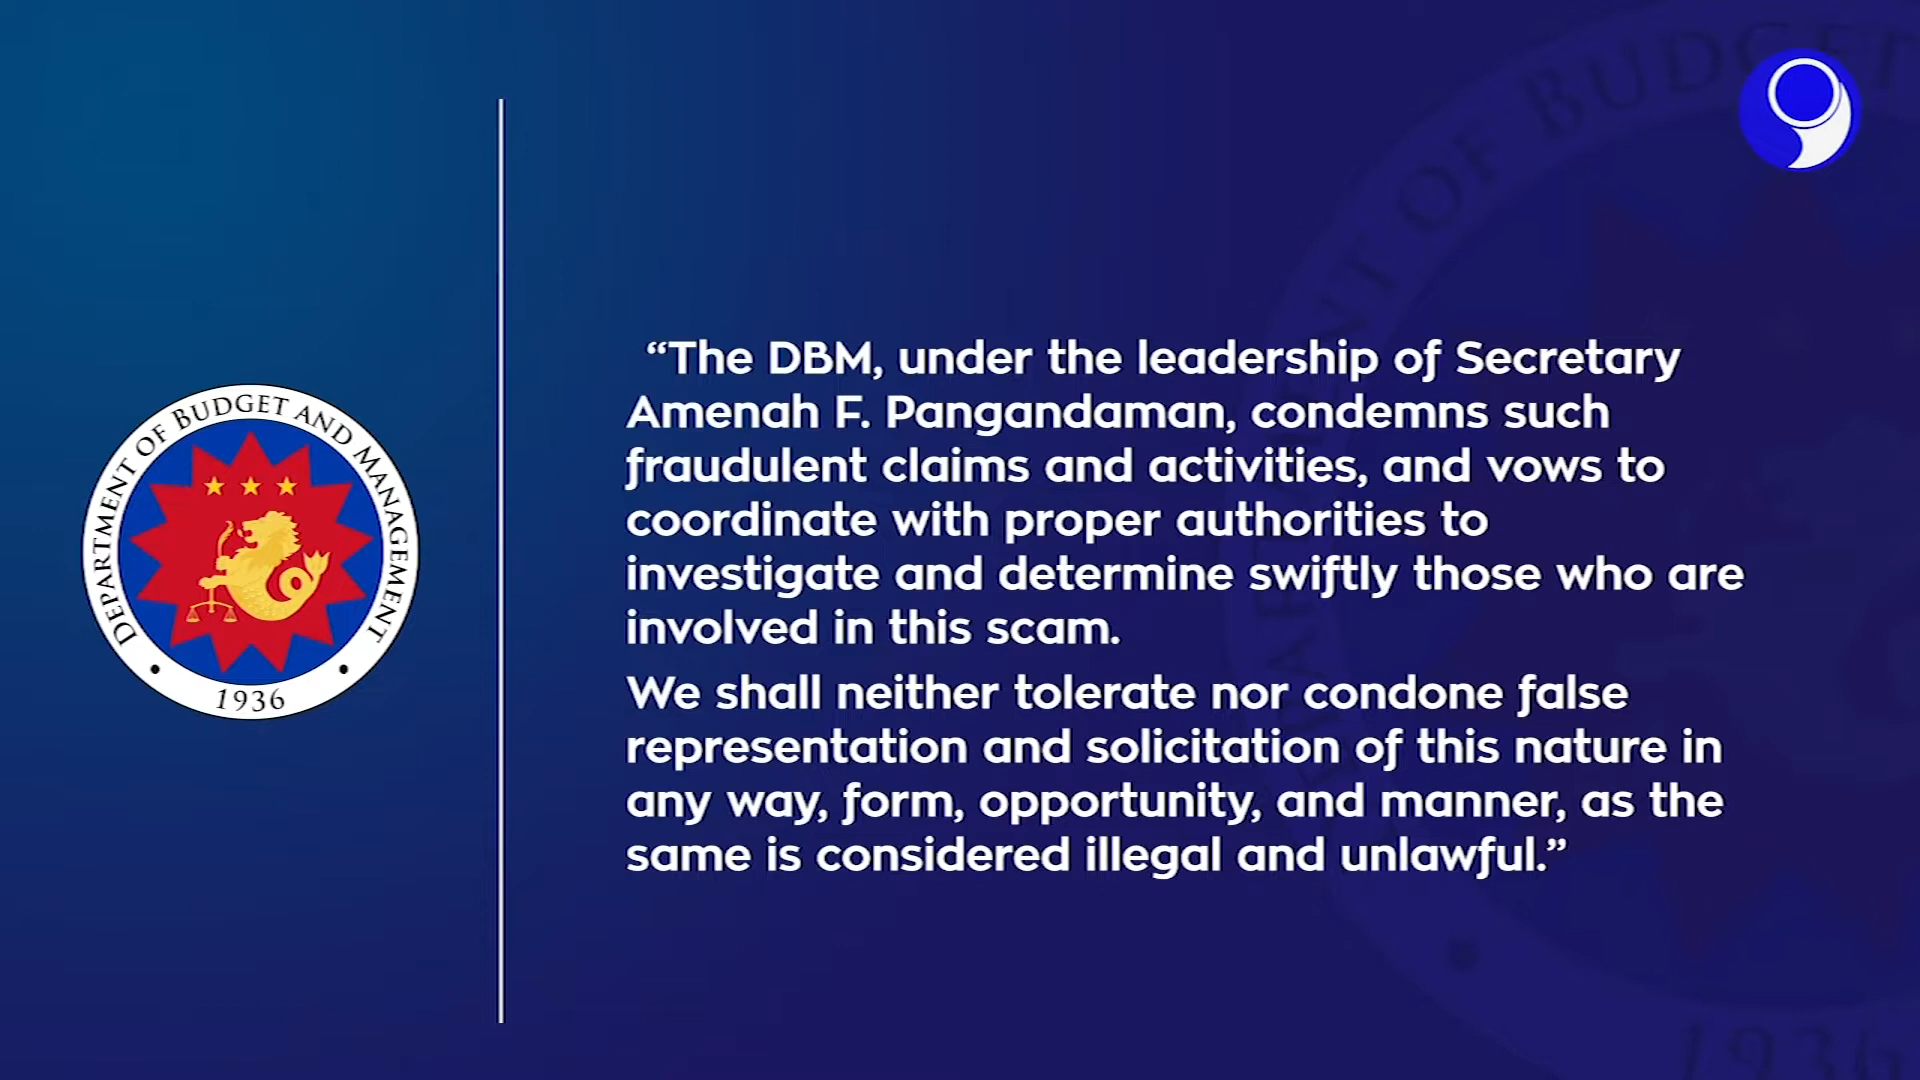 DEPARTMENT OF BUDGET AND MANAGEMENT
1936
“The DBM, under the leadership of Secretary
Amenah F. Pangandaman, condemns such
fraudulent claims and activities, and vows to
coordinate with proper authorities to
investigate and determine swiftly those who are
involved in this scam.
We shall neither tolerate nor condone false
representation and solicitation of this nature in
any way, form, opportunity, and manner, as the
same is considered illegal and unlawful.”
9